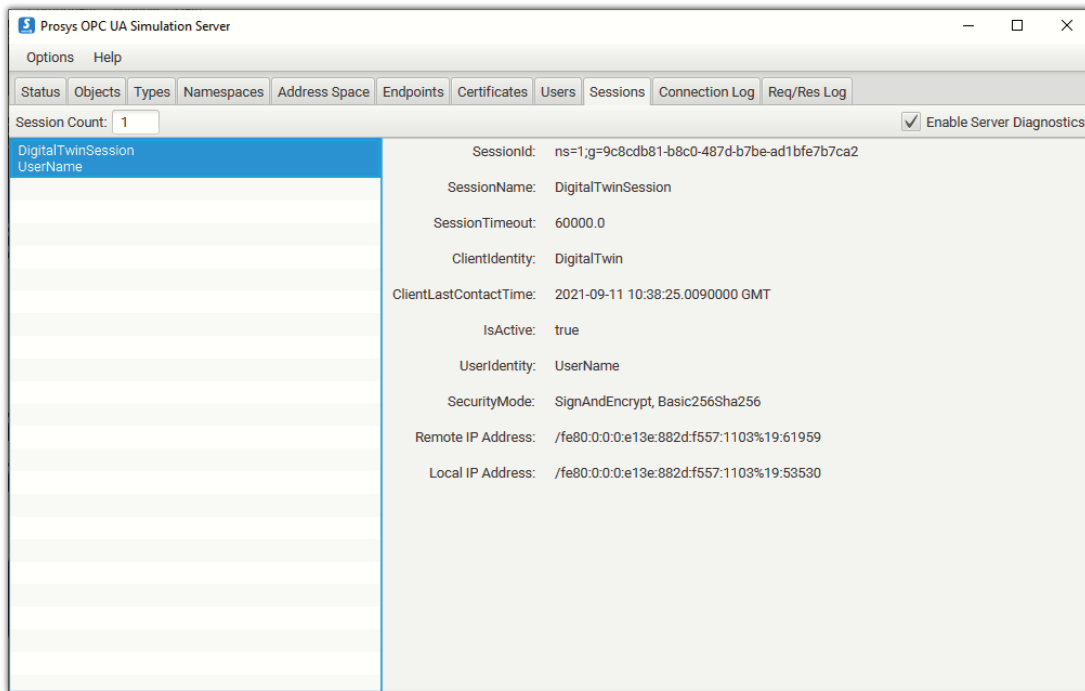 Prosys OPC UA Simulation Server
Options Help
Status Objects Types Namespaces Address Space Endpoints Certificates Users Sessions Connection Log Req/Res Log
Session Count: 1 Enable Server Diagnostics
DigitalTwinSession
UserName
SessionId: ns=1;g=9c8cdb81-b8c0-487d-b7be-ad1bfe7b7ca2
SessionName: DigitalTwinSession
SessionTimeout: 60000.0
ClientIdentity: DigitalTwin
ClientLastContactTime: 2021-09-11 10:38:25.0090000 GMT
IsActive: true
UserIdentity: UserName
SecurityMode: SignAndEncrypt, Basic256Sha256
Remote IP Address: /fe80:0:0:0:e13e:882d:f557:1103%19:61959
Local IP Address: /fe80:0:0:0:e13e:882d:f557:1103%19:53530